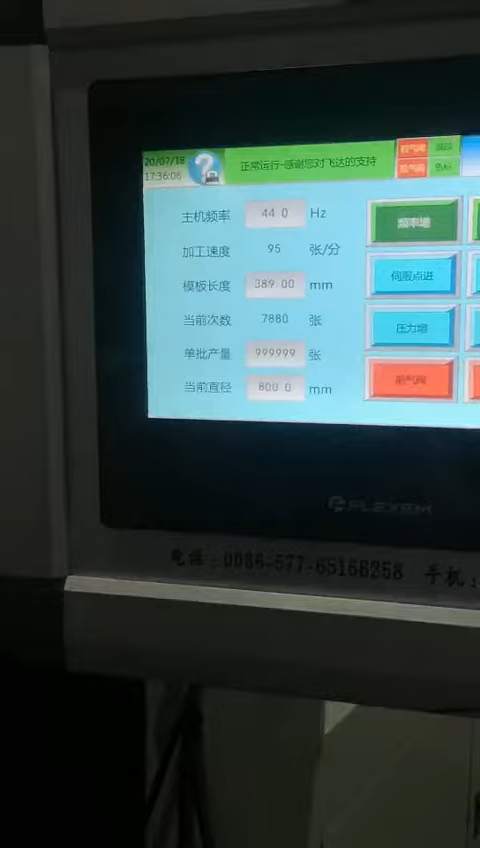 20/07/18
17:36:06
正常运行-感谢您对飞达的支持
主机频率 44 0 Hz
频率增
加工速度 95 张/分
伺服点进
模板长度 389 00 mm
当前次数 7880 张
压力增
单批产量 999999 张
前气阀
当前直径 800 0 mm
FLEXEM
电话：0086-577-65166258 手机：